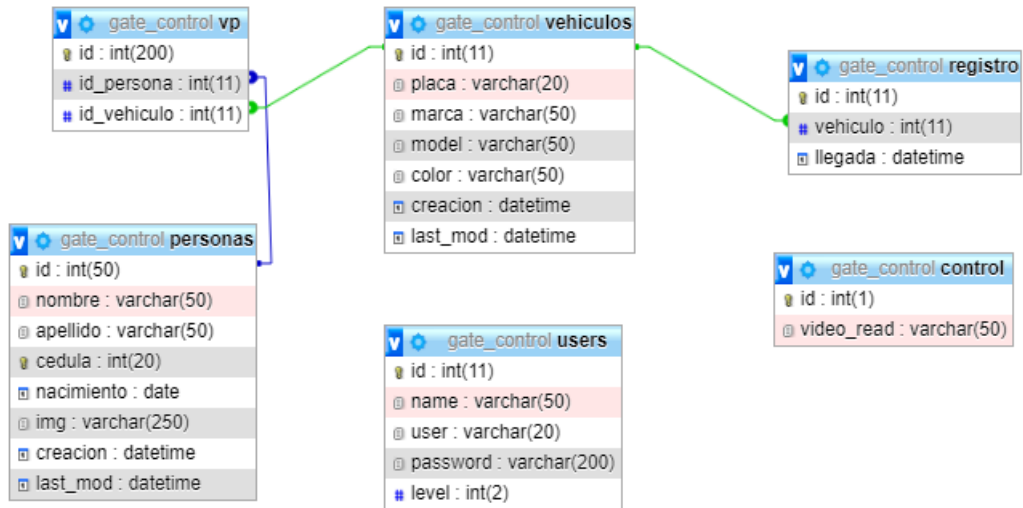 gate_control vp
id : int(200)
id_persona : int(11)
id_vehiculo : int(11)
gate_control vehiculos
id : int(11)
placa : varchar(20)
marca : varchar(50)
model : varchar(50)
color : varchar(50)
creacion : datetime
last_mod : datetime
gate_control registro
id : int(11)
vehiculo : int(11)
llegada : datetime
gate_control personas
id : int(50)
nombre : varchar(50)
apellido : varchar(50)
cedula : int(20)
nacimiento : date
img : varchar(250)
creacion : datetime
last_mod : datetime
gate_control users
id : int(11)
name : varchar(50)
user : varchar(20)
password : varchar(200)
level : int(2)
gate_control control
id : int(1)
video_read : varchar(50)